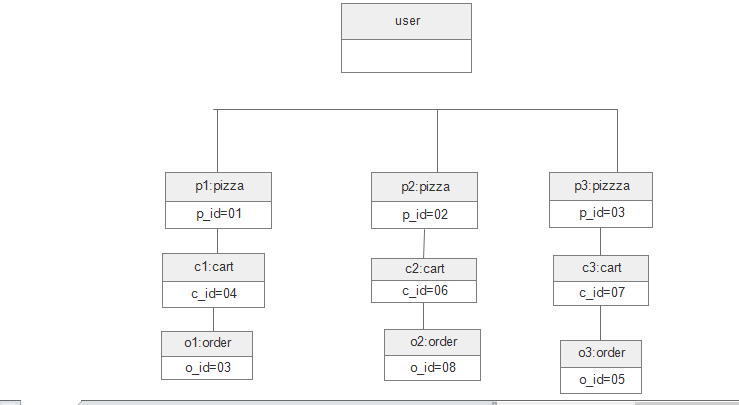 user
p1:pizza
p_id=01
p2:pizza
p_id=02
p3:pizzza
p_id=03
c1:cart
c_id=04
c2:cart
c_id=06
c3:cart
c_id=07
o1:order
o_id=03
o2:order
o_id=08
o3:order
o_id=05